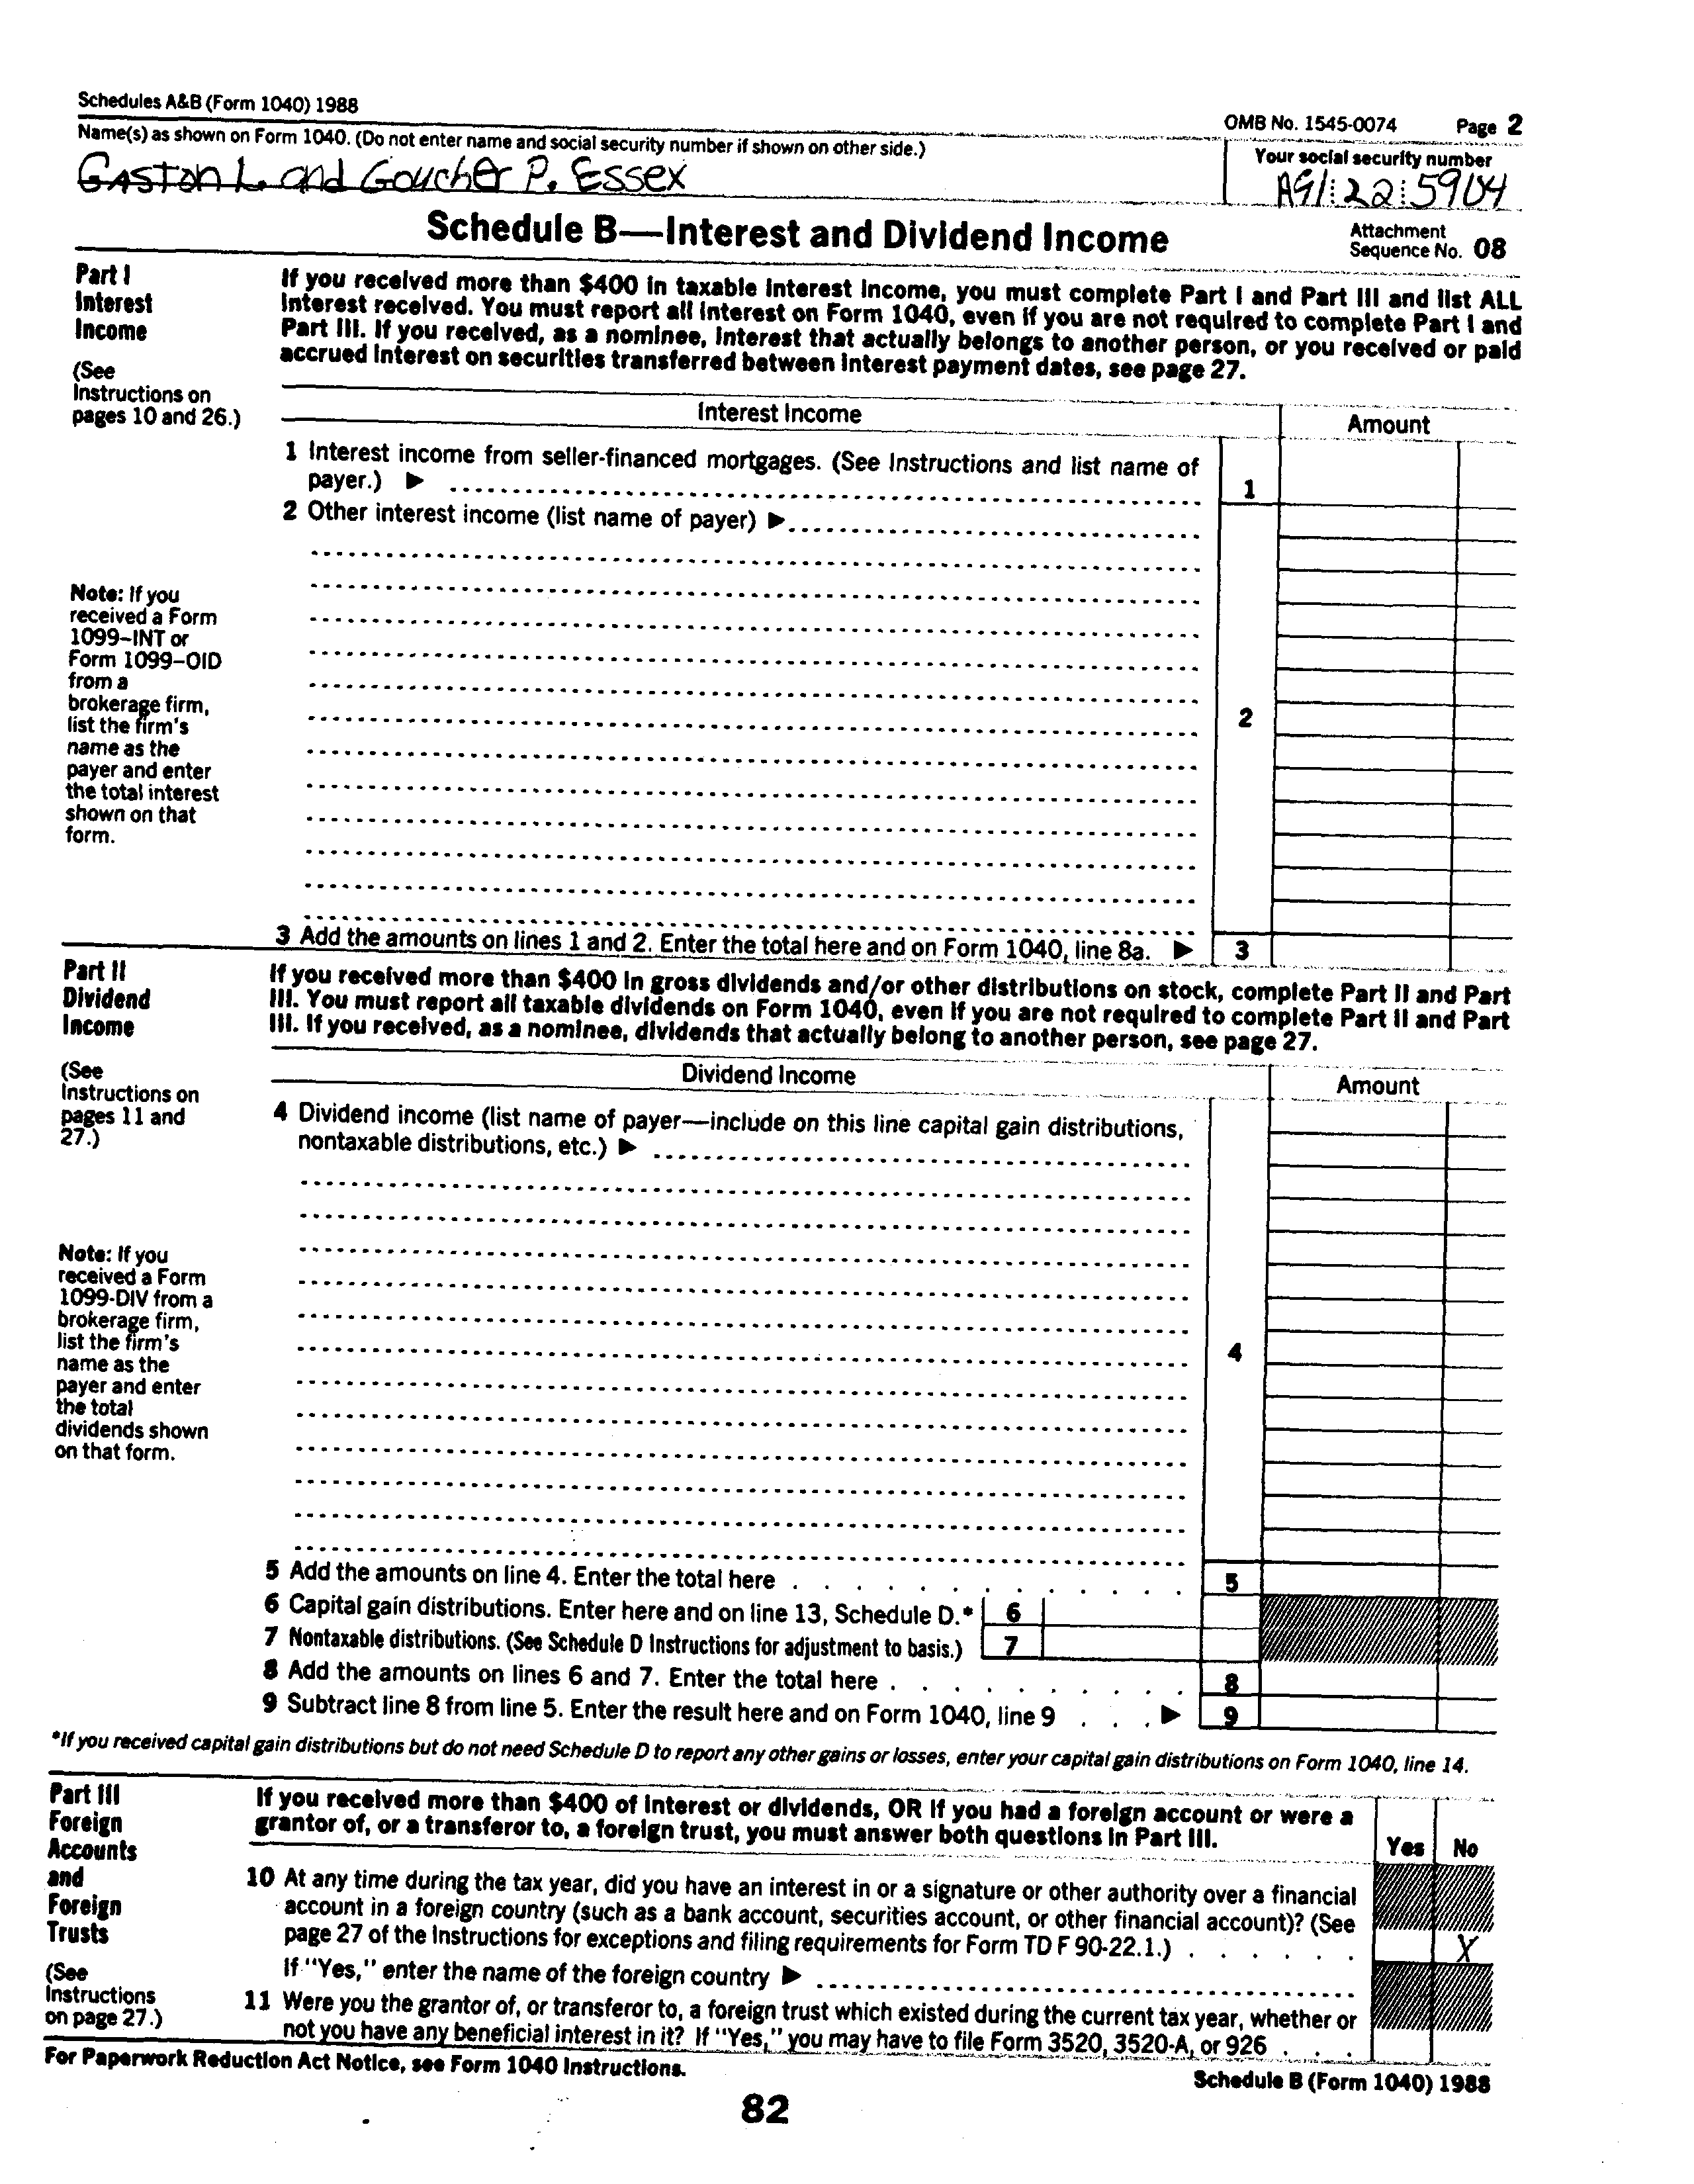 Schedules A&B (Form 1040) 1988
OMB No. 1545-0074 Page 2
Name(s) as shown on Form 1040. (Do not enter name and social security number if shown on other side.)
Your social security number
Gaston L. and Goucher P. Essex
Schedule B—Interest and Dividend Income
Attachment
Sequence No. 08
Part I
Interest
Income
(See
Instructions on
pages 10 and 26.)
If you received more than $400 in taxable interest income, you must complete Part I and Part III and list ALL
interest received. You must report all interest on Form 1040, even if you are not required to complete Part I and
Part III. If you received, as a nominee, interest that actually belongs to another person, or you received or paid
accrued interest on securities transferred between interest payment dates, see page 27.
Interest Income
Amount
1 Interest income from seller-financed mortgages. (See Instructions and list name of
payer.) ▶
1
2 Other interest income (list name of payer) ▶
Note: If you
received a Form
1099–INT or
Form 1099–OID
from a
brokerage firm,
list the firm's
name as the
payer and enter
the total interest
shown on that
form.
2
3 Add the amounts on lines 1 and 2. Enter the total here and on Form 1040, line 8a. ▶ 3
Part II
Dividend
Income
(See
Instructions on
pages 11 and
27.)
If you received more than $400 in gross dividends and/or other distributions on stock, complete Part II and Part
III. You must report all taxable dividends on Form 1040, even if you are not required to complete Part II and Part
III. If you received, as a nominee, dividends that actually belong to another person, see page 27.
Dividend Income
Amount
4 Dividend income (list name of payer—include on this line capital gain distributions,
nontaxable distributions, etc.) ▶
Note: If you
received a Form
1099-DIV from a
brokerage firm,
list the firm's
name as the
payer and enter
the total
dividends shown
on that form.
4
5 Add the amounts on line 4. Enter the total here . . . . . . . . . . . . 5
6 Capital gain distributions. Enter here and on line 13, Schedule D.* 6
7 Nontaxable distributions. (See Schedule D Instructions for adjustment to basis.) 7
8 Add the amounts on lines 6 and 7. Enter the total here . . . . . . . . . . 8
9 Subtract line 8 from line 5. Enter the result here and on Form 1040, line 9 . . . ▶ 9
*If you received capital gain distributions but do not need Schedule D to report any other gains or losses, enter your capital gain distributions on Form 1040, line 14.
Part III
Foreign
Accounts
and
Foreign
Trusts
(See
Instructions
on page 27.)
If you received more than $400 of interest or dividends, OR if you had a foreign account or were a
grantor of, or a transferor to, a foreign trust, you must answer both questions in Part III.
Yes No
10 At any time during the tax year, did you have an interest in or a signature or other authority over a financial
account in a foreign country (such as a bank account, securities account, or other financial account)? (See
page 27 of the Instructions for exceptions and filing requirements for Form TD F 90-22.1.) . . . . . . X
If "Yes," enter the name of the foreign country ▶
11 Were you the grantor of, or transferor to, a foreign trust which existed during the current tax year, whether or
not you have any beneficial interest in it? If "Yes," you may have to file Form 3520, 3520-A, or 926 . . .
For Paperwork Reduction Act Notice, see Form 1040 Instructions.
Schedule B (Form 1040) 1988
82